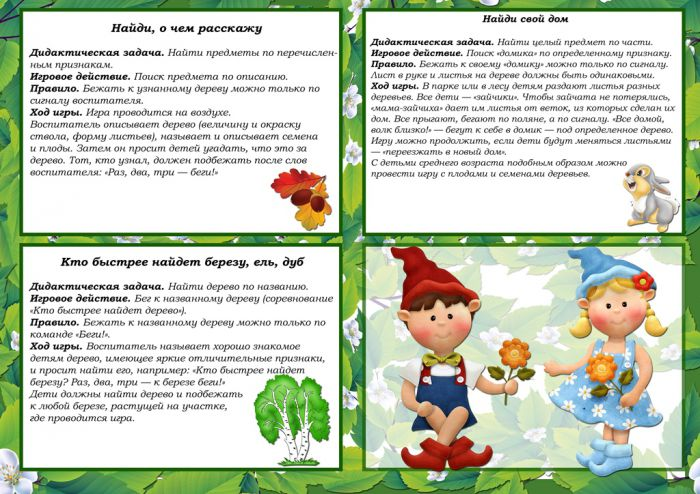 Найди, о чем расскажу
Дидактическая задача. Найти предметы по перечислен-
ным признакам.
Игровое действие. Поиск предмета по описанию.
Правило. Бежать к узнанному дереву можно только по
сигналу воспитателя.
Ход игры. Игра проводится на воздухе.
Воспитатель описывает дерево (величину и окраску
ствола, форму листьев), называет и описывает семена
и плоды. Затем он просит детей угадать, что это за
дерево. Тот, кто узнал, должен подбежать после слов
воспитателя: «Раз, два, три — беги!»
Найди свой дом
Дидактическая задача. Найти целый предмет по части.
Игровое действие. Поиск «домика» по определенному признаку.
Правило. Бежать к своему «домику» можно только по сигналу.
Лист в руке и листья на дереве должны быть одинаковыми.
Ход игры. В парке или в лесу детям раздают листья разных
деревьев. Все дети — «зайчики». Чтобы зайчата не потерялись,
«мама-зайчиха» дает им листья от веток, из которых сделан их
дом. Все прыгают, бегают по поляне, а по сигналу. «Все домой,
волк близко!» — бегут к себе в домик — под определенное дерево.
Игру можно продолжить, если дети будут меняться листьями
— «переезжать в новый дом».
С детьми среднего возраста подобным образом можно
провести игру с плодами и семенами деревьев.
Кто быстрее найдет березу, ель, дуб
Дидактическая задача. Найти дерево по названию.
Игровое действие. Бег к названному дереву (соревнование
«Кто быстрее найдет дерево»).
Правило. Бежать к названному дереву можно только по
команде «Беги!».
Ход игры. Воспитатель называет хорошо знакомое
детям дерево, имеющее яркие отличительные признаки,
и просит найти его, например: «Кто быстрее найдет
березу? Раз, два, три — к березе беги!»
Дети должны найти дерево и подбежать
к любой березе, растущей на участке,
где проводится игра.